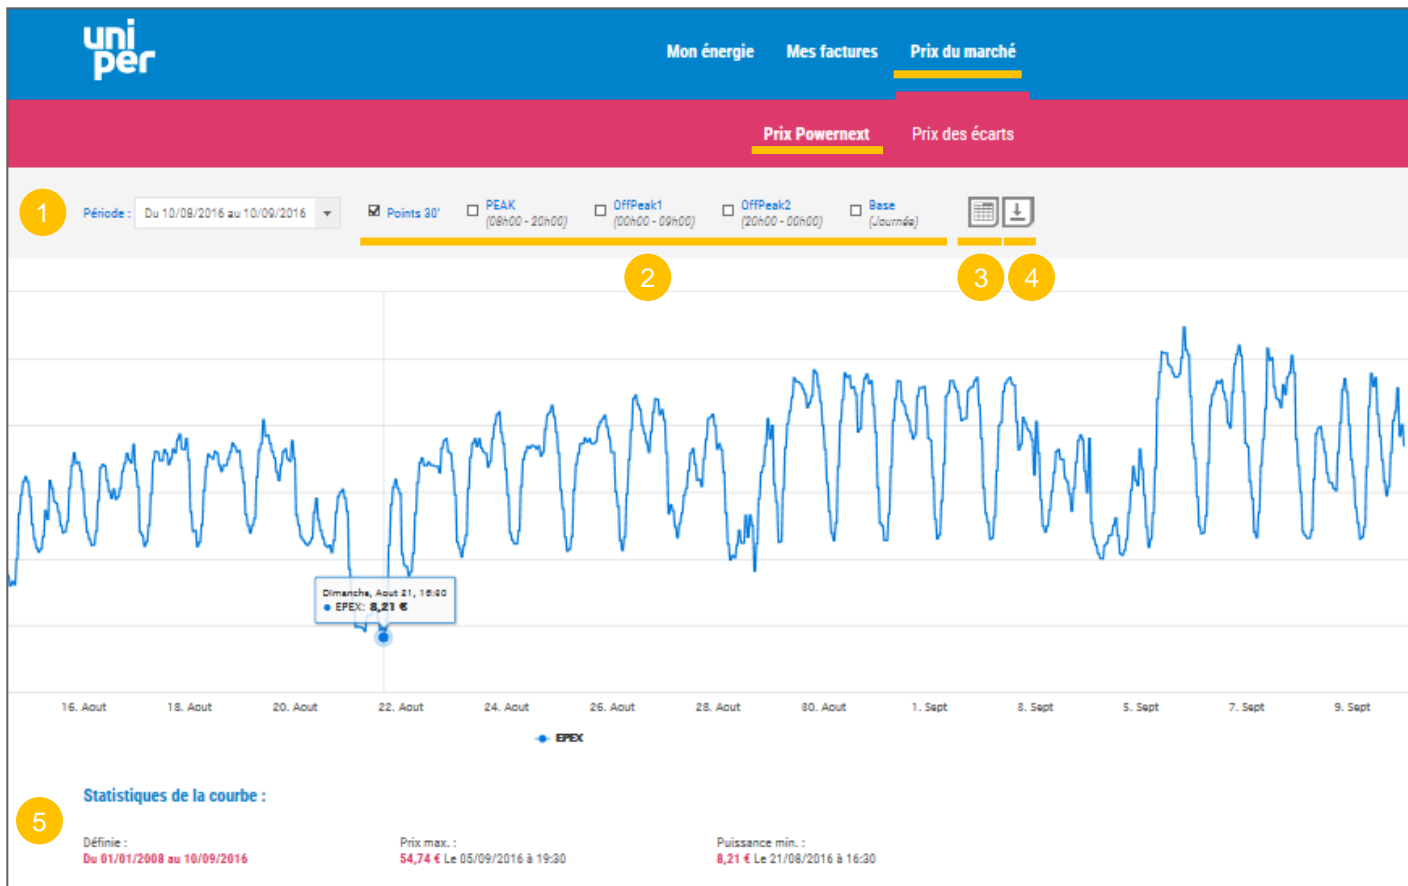 uni
per
Mon énergie Mes factures Prix du marché
Prix Powernext Prix des écarts
1 Période : Du 10/08/2016 au 10/09/2016 Points 30' PEAK OffPeak1 OffPeak2 Base
(08h00 - 20h00) (00h00 - 09h00) (20h00 - 00h00) (Journée)
2 3 4
Dimanche, Aout 21, 16:30
EPEX: 8,21 €
16. Aout 18. Aout 20. Aout 22. Aout 24. Aout 26. Aout 28. Aout 30. Aout 1. Sept 3. Sept 5. Sept 7. Sept 9. Sept
EPEX
Statistiques de la courbe :
5
Définie : Prix max. : Puissance min. :
Du 01/01/2008 au 10/09/2016 54,74 € Le 05/09/2016 à 19:30 8,21 € Le 21/08/2016 à 16:30